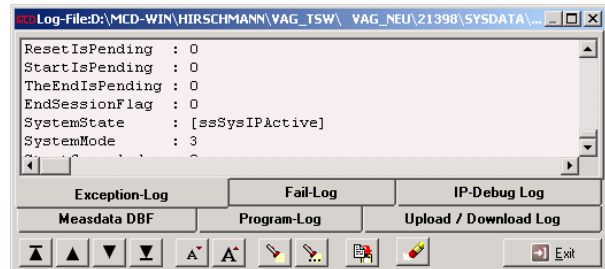 MCD Log-File:D:\MCD-WIN\HIRSCHMANN\VAG_TSW\ VAG_NEU\21398\SYSDATA\...
ResetIsPending : 0
StartIsPending : 0
TheEndIsPending : 0
EndSessionFlag : 0
SystemState : [ssSysIPActive]
SystemMode : 3
Exception-Log Fail-Log IP-Debug Log
Measdata DBF Program-Log Upload / Download Log
A A Exit